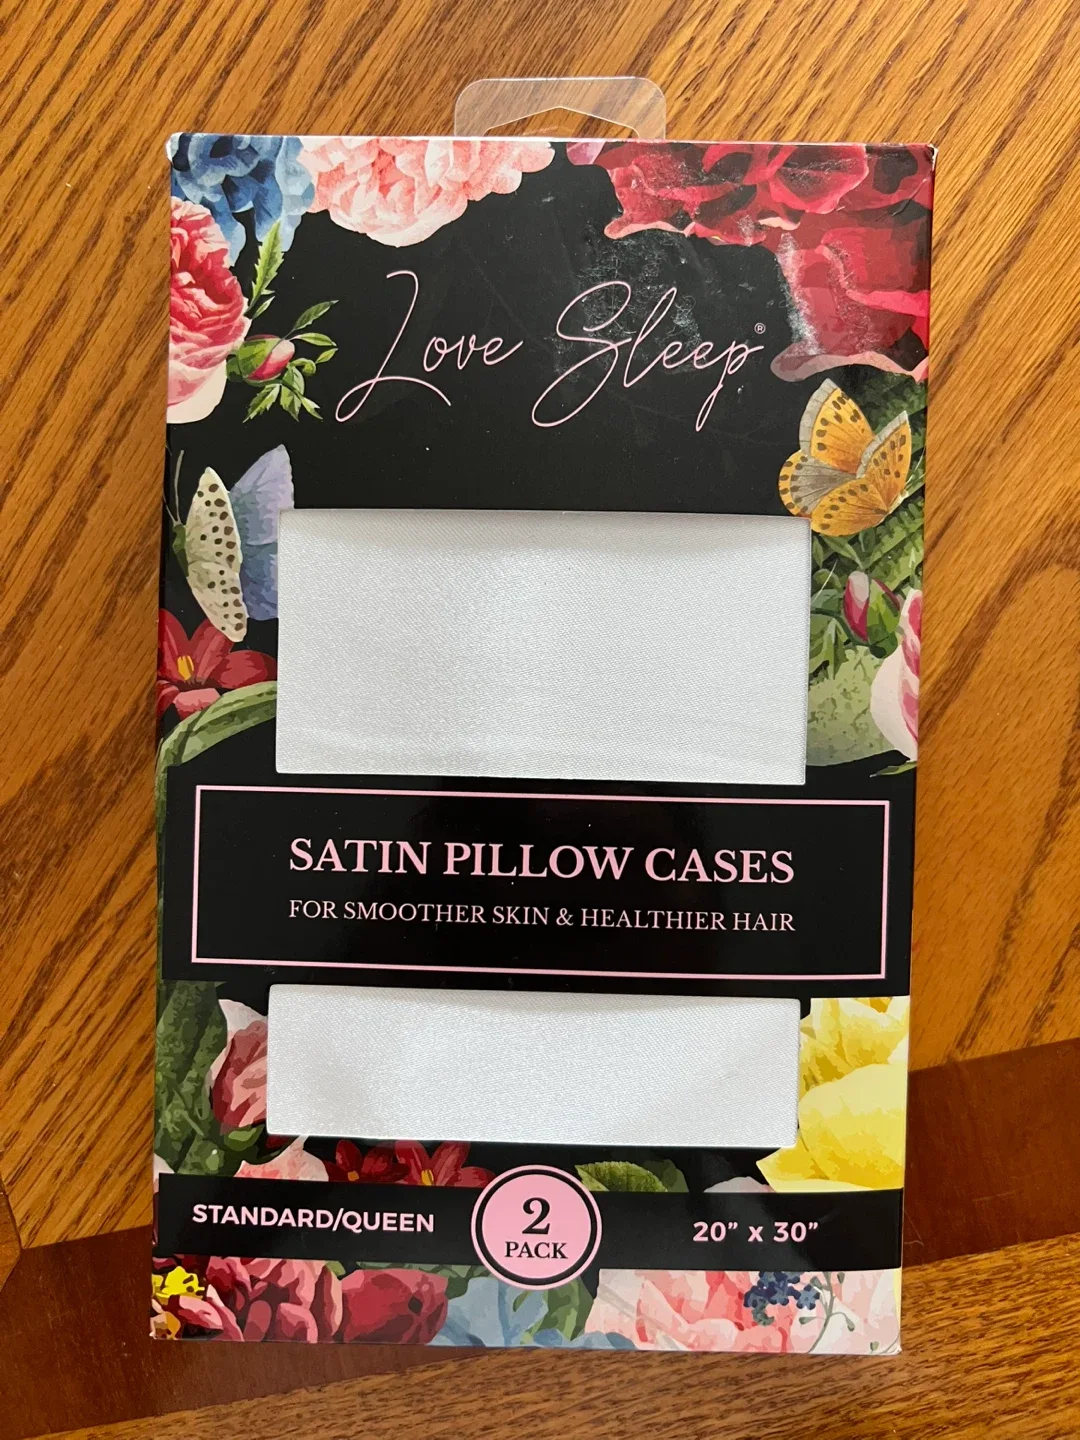 Love Sleep®
SATIN PILLOW CASES
FOR SMOOTHER SKIN & HEALTHIER HAIR
STANDARD/QUEEN
2
PACK
20” x 30”